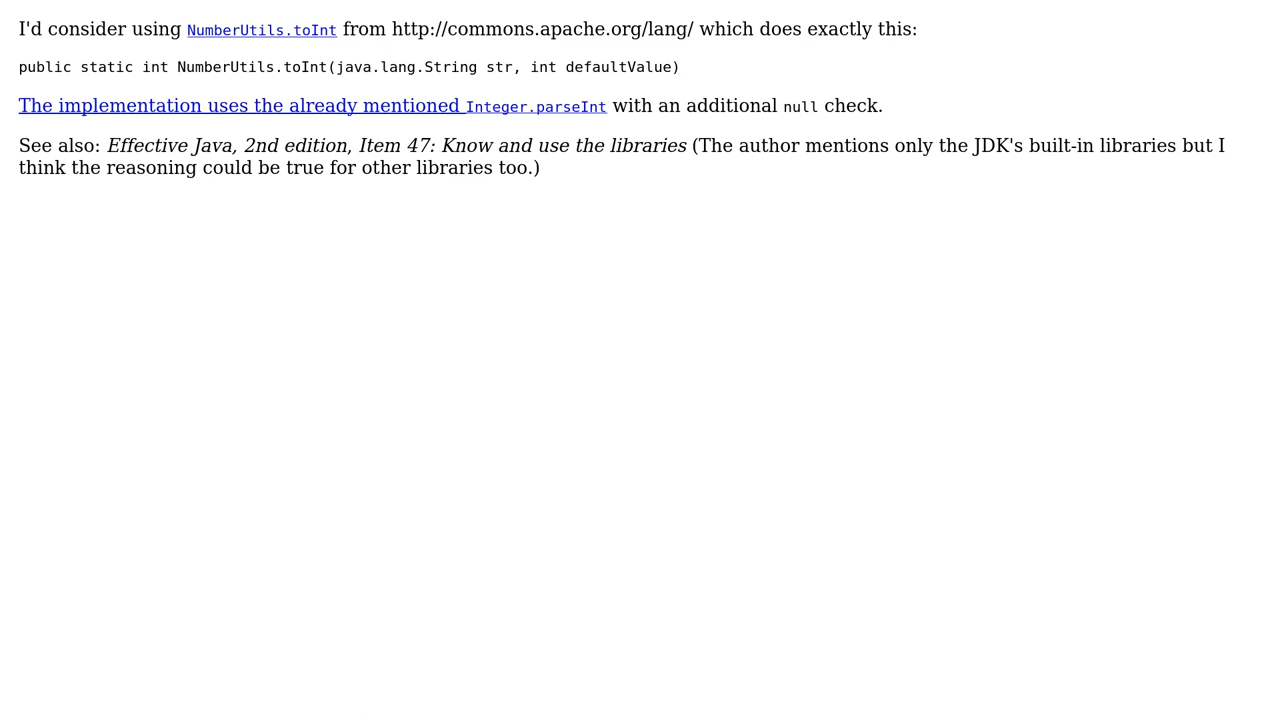 I'd consider using NumberUtils.toInt from http://commons.apache.org/lang/ which does exactly this:
public static int NumberUtils.toInt(java.lang.String str, int defaultValue)
The implementation uses the already mentioned Integer.parseInt with an additional null check.
See also: Effective Java, 2nd edition, Item 47: Know and use the libraries (The author mentions only the JDK's built-in libraries but I
think the reasoning could be true for other libraries too.)